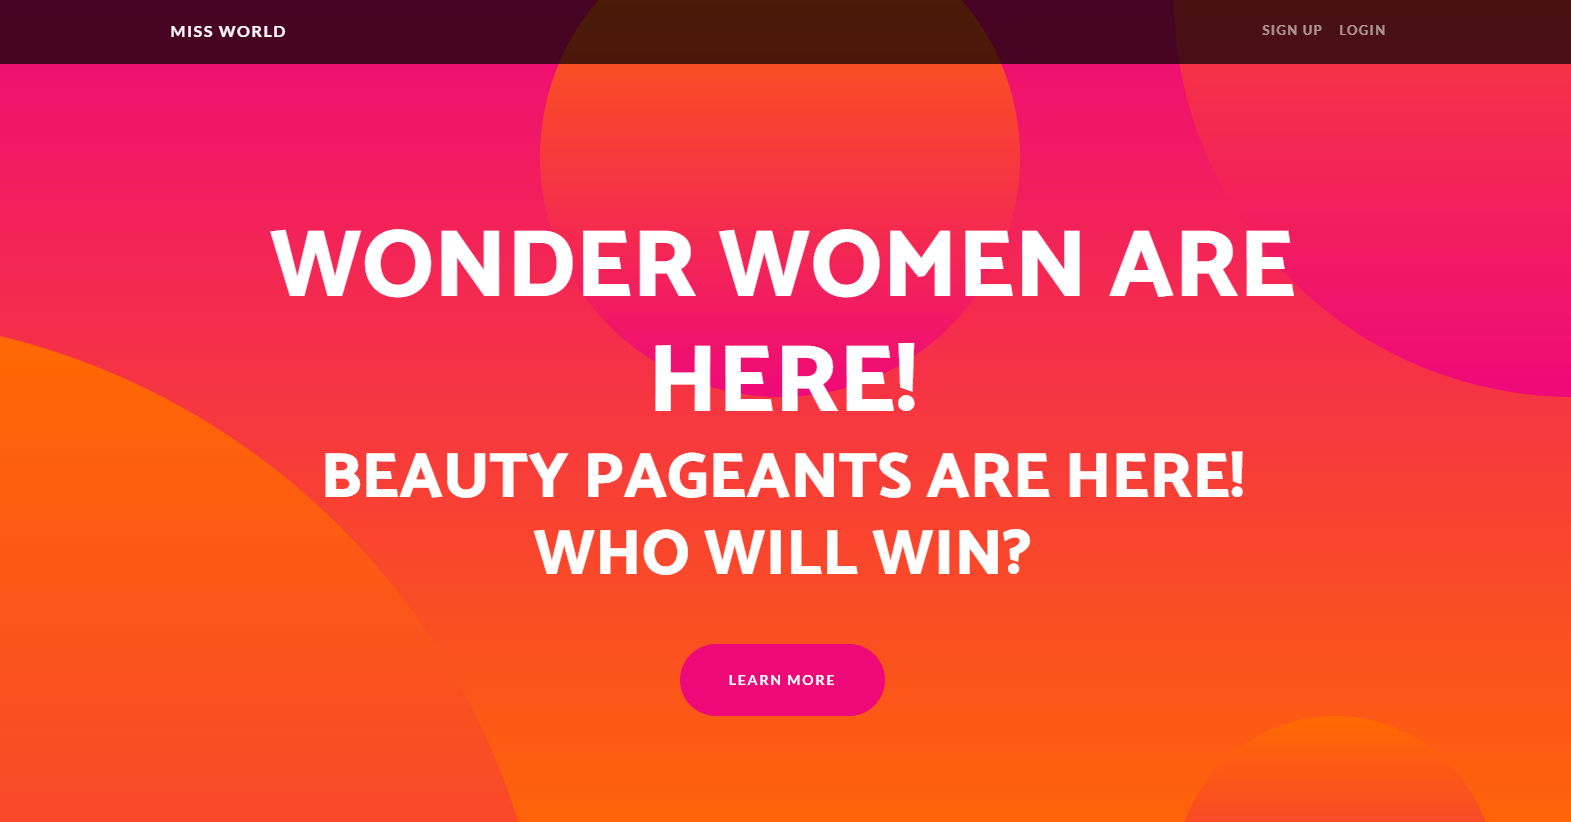 MISS WORLD
SIGN UP LOGIN
WONDER WOMEN ARE
HERE!
BEAUTY PAGEANTS ARE HERE!
WHO WILL WIN?
LEARN MORE